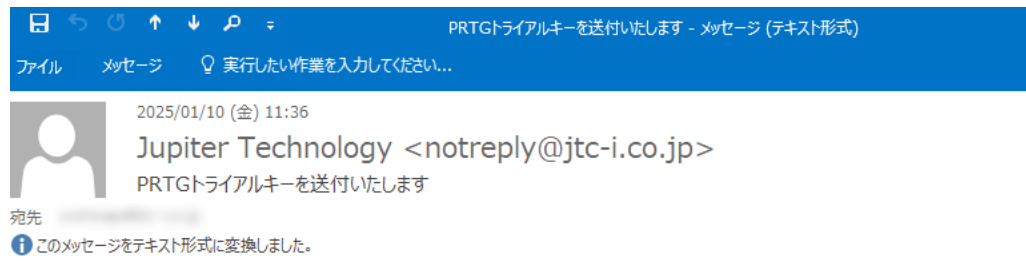 PRTGトライアルキーを送付いたします - メッセージ (テキスト形式)
ファイル メッセージ 実行したい作業を入力してください...
2025/01/10 (金) 11:36
Jupiter Technology <notreply@jtc-i.co.jp>
PRTGトライアルキーを送付いたします
宛先
このメッセージをテキスト形式に変換しました。